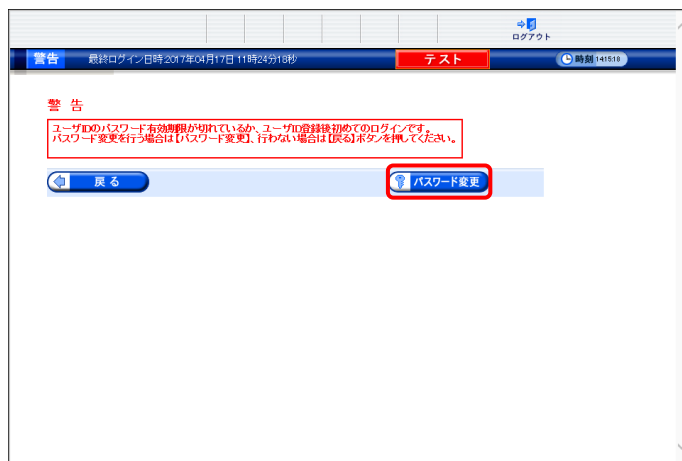 ログアウト
警告 最終ログイン日時:2017年04月17日 11時24分18秒 テスト 時刻 14:15:18
警 告
ユーザIDのパスワード有効期限が切れているか、ユーザID登録後初めてのログインです。
パスワード変更を行う場合は【パスワード変更】、行わない場合は【戻る】ボタンを押してください。
戻る パスワード変更